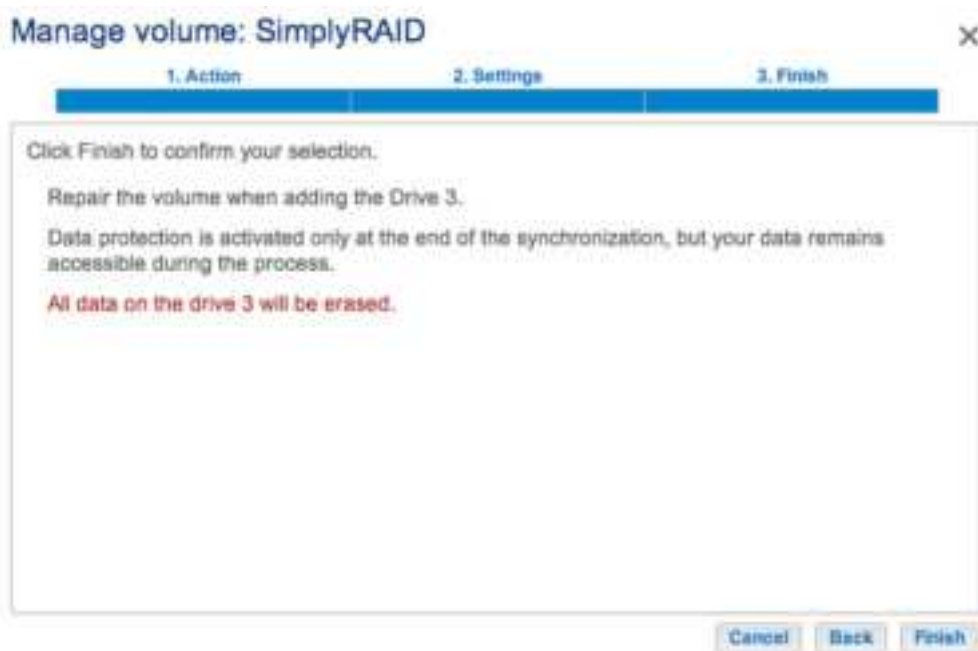 Manage volume: SimplyRAID
1. Action
2. Settings
3. Finish
Click Finish to confirm your selection.
Repair the volume when adding the Drive 3.
Data protection is activated only at the end of the synchronization, but your data remains
accessible during the process.
All data on the drive 3 will be erased.
Cancel
Back
Finish